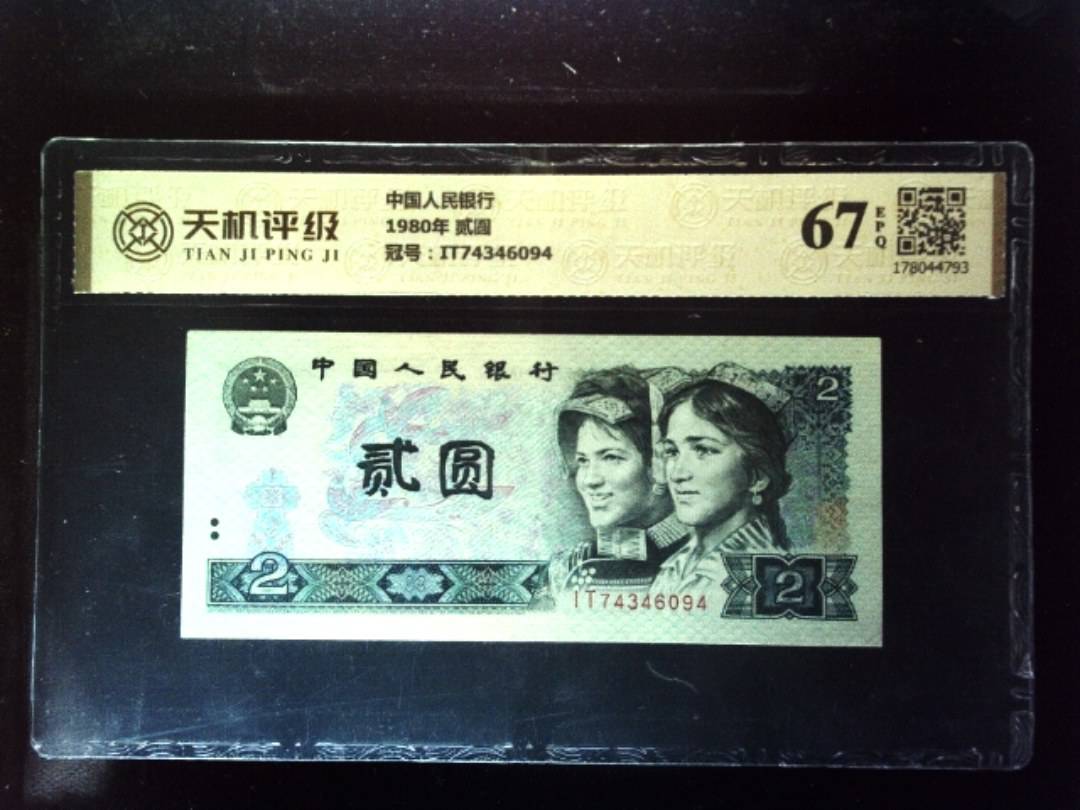 天机评级
TIAN JI PING JI
中国人民银行
1980年 贰圆
冠号：IT74346094
67
EPQ
178044793
中国人民银行
2
贰圆
2
IT74346094
2